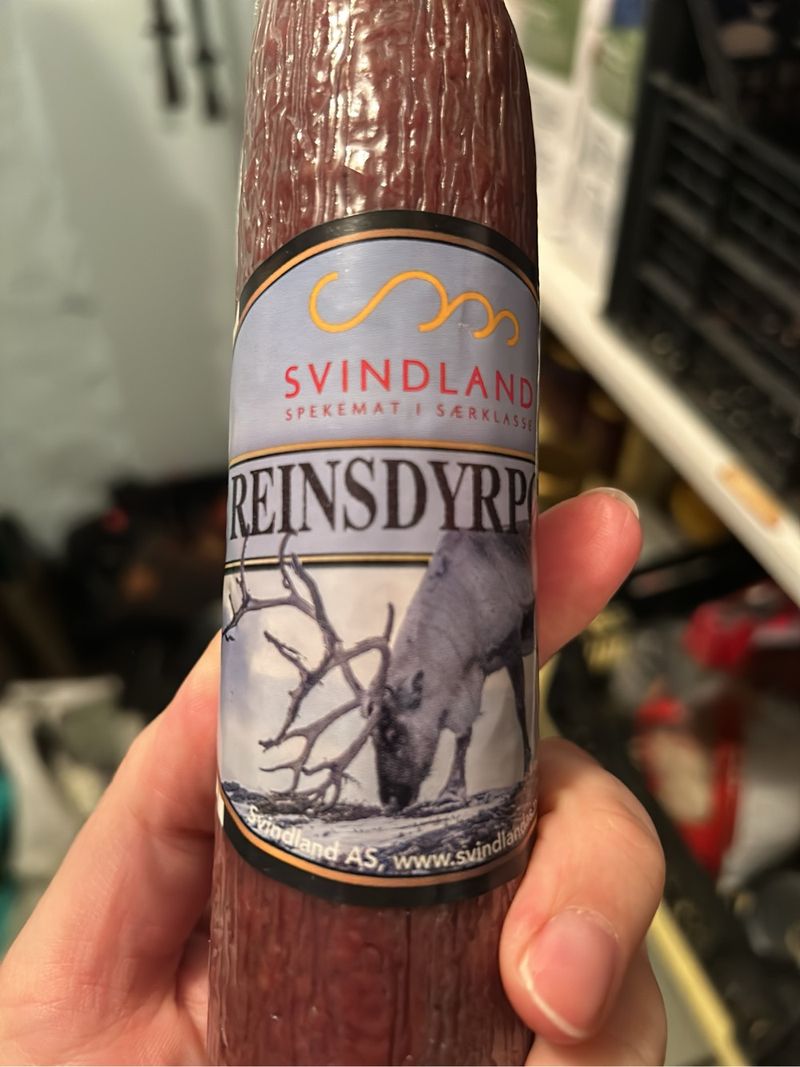 SVINDLAND
SPEKEMAT I SÆRKLASSE
REINSDYRP
Svindland AS, www.svindland